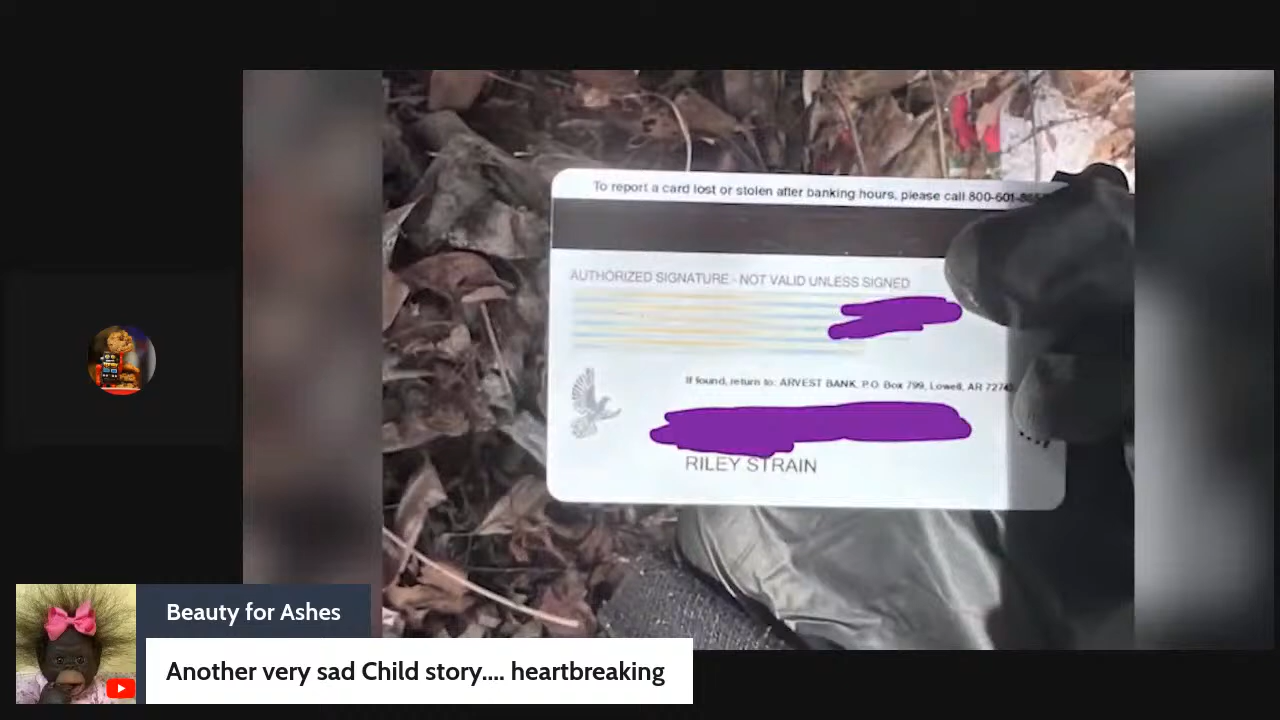 To report a card lost or stolen after banking hours, please call 800-601-
AUTHORIZED SIGNATURE - NOT VALID UNLESS SIGNED
If found, return to: ARVEST BANK, P.O. Box 799, Lowell, AR
RILEY STRAIN
Beauty for Ashes
Another very sad Child story.... heartbreaking